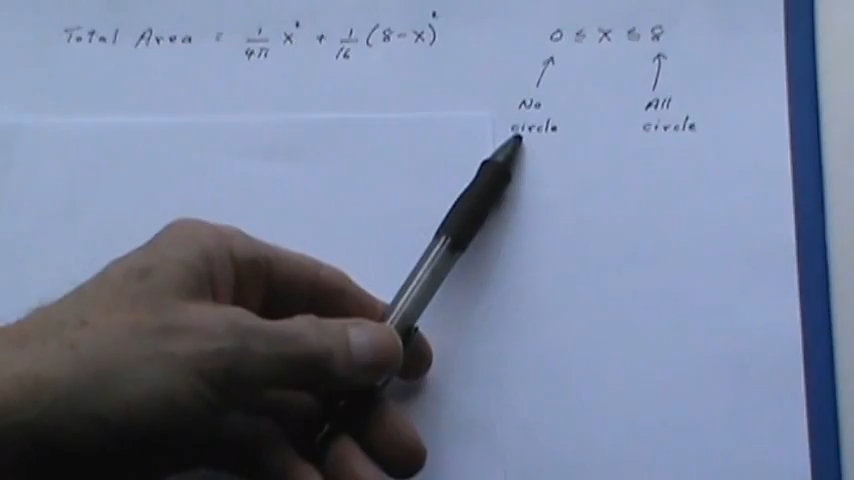 Total Area = 1/4π x² + 1/16 (8-x)² 0 ≤ x ≤ 8
No circle
All circle